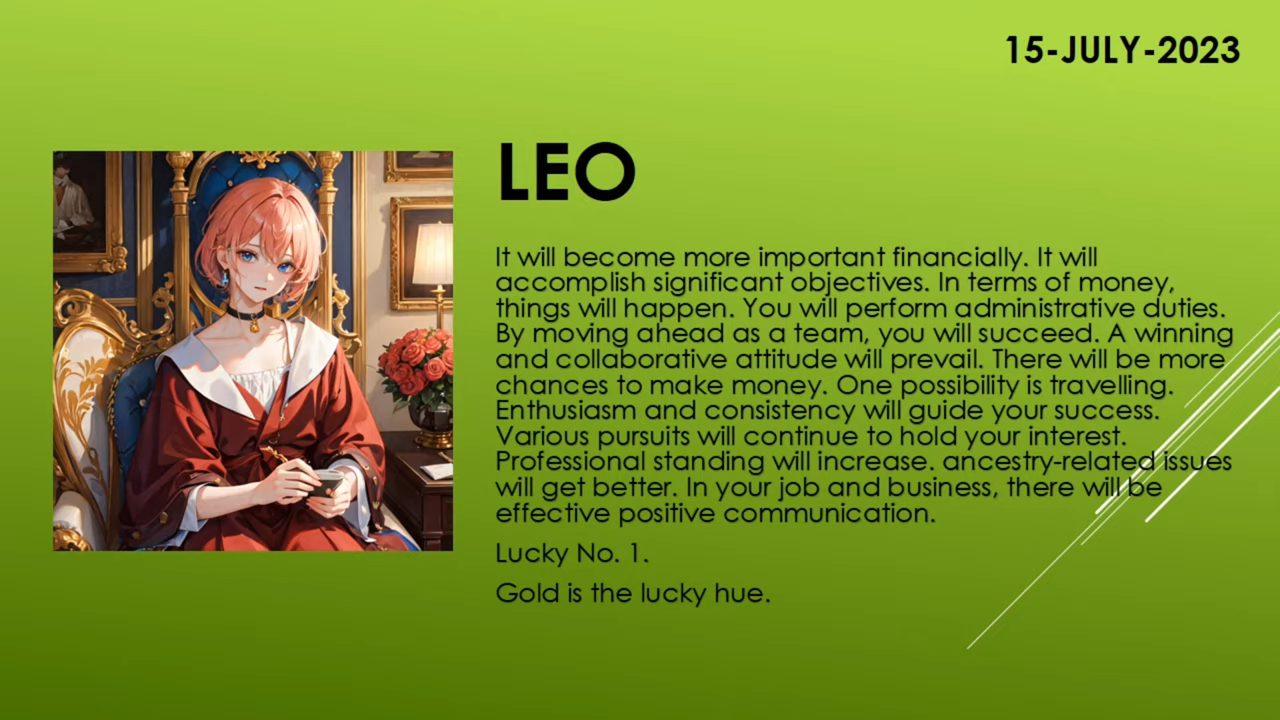 15-JULY-2023
LEO
It will become more important financially. It will
accomplish significant objectives. In terms of money,
things will happen. You will perform administrative duties.
By moving ahead as a team, you will succeed. A winning
and collaborative attitude will prevail. There will be more
chances to make money. One possibility is travelling.
Enthusiasm and consistency will guide your success.
Various pursuits will continue to hold your interest.
Professional standing will increase. ancestry-related issues
will get better. In your job and business, there will be
effective positive communication.
Lucky No. 1.
Gold is the lucky hue.